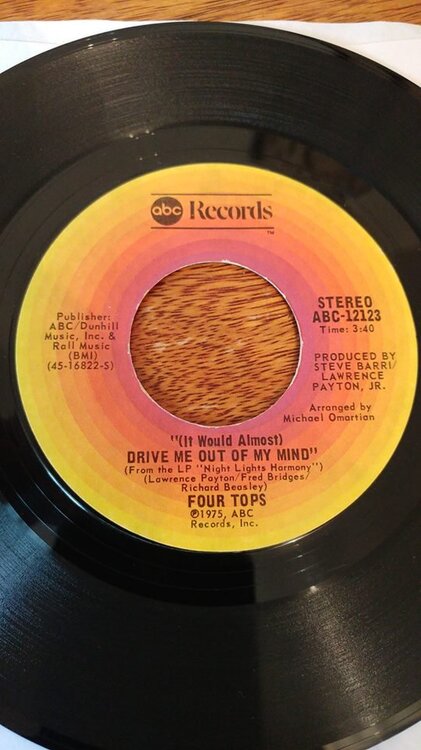 abc Records
TM
Publisher:
ABC/Dunhill
Music, Inc. &
Rall Music
(BMI)
(45-16822-S)
STEREO
ABC-12123
Time: 3:40
PRODUCED BY
STEVE BARRI/
LAWRENCE
PAYTON, JR.
Arranged by
Michael Omartian
"(It Would Almost)
DRIVE ME OUT OF MY MIND"
(From the LP "Night Lights Harmony")
(Lawrence Payton/Fred Bridges/
Richard Beasley)
FOUR TOPS
℗1975, ABC
Records, Inc.